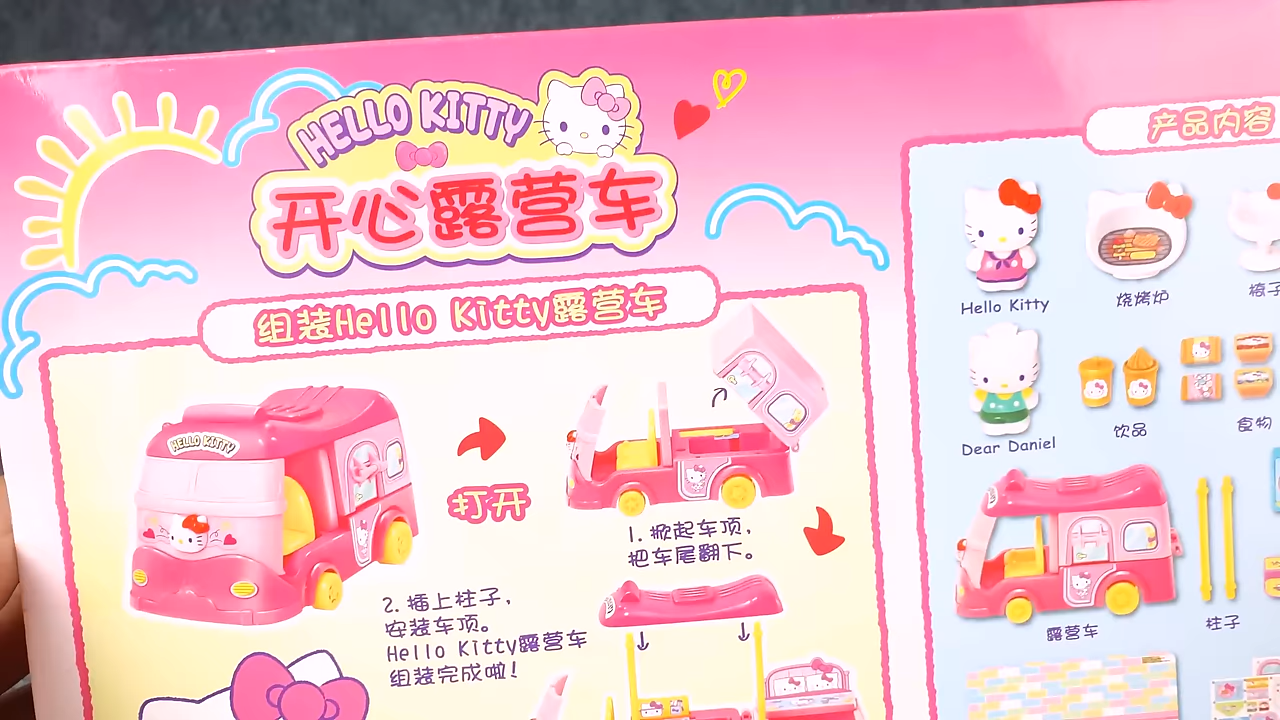 HELLO KITTY
开心露营车
组装Hello Kitty露营车
HELLO KITTY
打开
1. 掀起车顶，
把车尾翻下。
2. 插上柱子，
安装车顶。
Hello Kitty露营车
组装完成啦！
产品内容
Hello Kitty
烧烤炉
椅子
Dear Daniel
饮品
食物
露营车
柱子